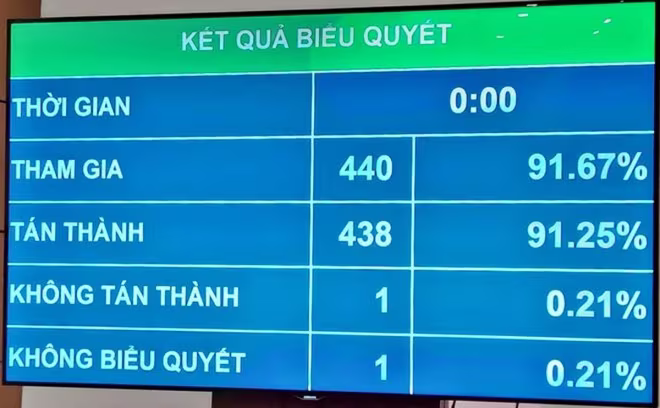 KẾT QUẢ BIỂU QUYẾT
THỜI GIAN 0:00
THAM GIA 440 91.67%
TÁN THÀNH 438 91.25%
KHÔNG TÁN THÀNH 1 0.21%
KHÔNG BIỂU QUYẾT 1 0.21%